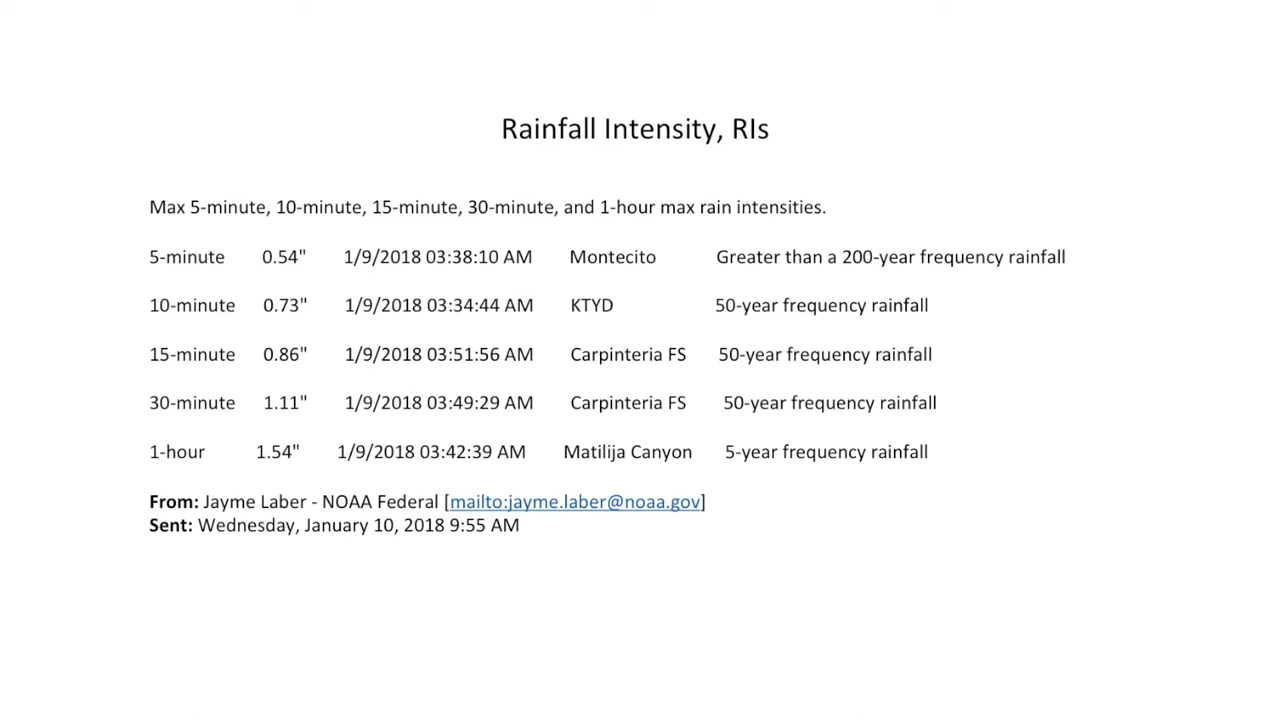 Rainfall Intensity, RIs
Max 5-minute, 10-minute, 15-minute, 30-minute, and 1-hour max rain intensities.
5-minute 0.54" 1/9/2018 03:38:10 AM Montecito Greater than a 200-year frequency rainfall
10-minute 0.73" 1/9/2018 03:34:44 AM KTYD 50-year frequency rainfall
15-minute 0.86" 1/9/2018 03:51:56 AM Carpinteria FS 50-year frequency rainfall
30-minute 1.11" 1/9/2018 03:49:29 AM Carpinteria FS 50-year frequency rainfall
1-hour 1.54" 1/9/2018 03:42:39 AM Matilija Canyon 5-year frequency rainfall
From: Jayme Laber - NOAA Federal [mailto:jayme.laber@noaa.gov]
Sent: Wednesday, January 10, 2018 9:55 AM